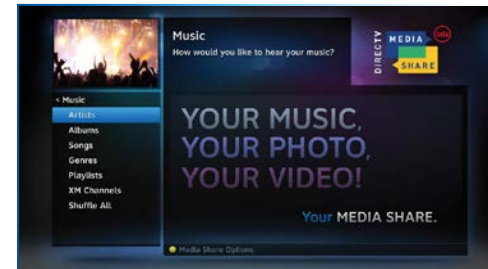 Music
How would you like to hear your music?
DIRECTV
MEDIA
SHARE
beta
< Music
Artists
Albums
Songs
Genres
Playlists
XM Channels
Shuffle All
YOUR MUSIC,
YOUR PHOTO,
YOUR VIDEO!
Your MEDIA SHARE.
Media Share Options